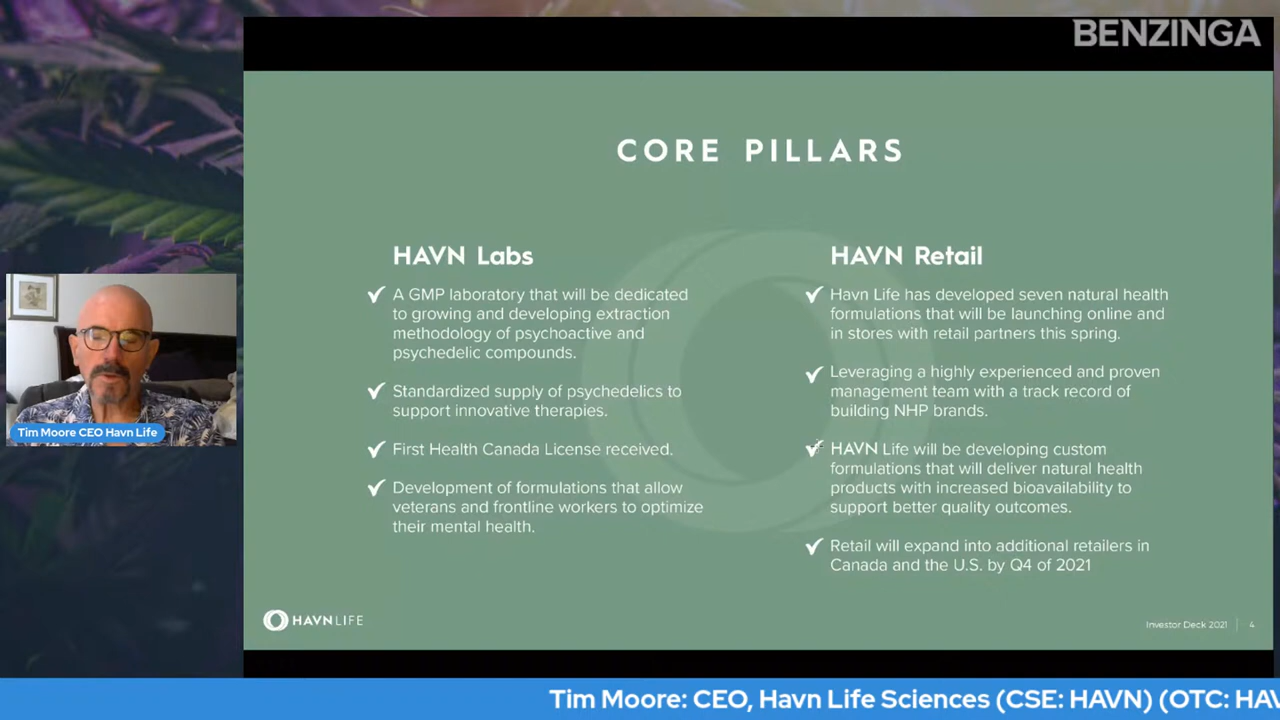 BENZINGA
CORE PILLARS
HAVN Labs
A GMP laboratory that will be dedicated
to growing and developing extraction
methodology of psychoactive and
psychedelic compounds.
Standardized supply of psychedelics to
support innovative therapies.
First Health Canada License received.
Development of formulations that allow
veterans and frontline workers to optimize
their mental health.
HAVN Retail
Havn Life has developed seven natural health
formulations that will be launching online and
in stores with retail partners this spring.
Leveraging a highly experienced and proven
management team with a track record of
building NHP brands.
HAVN Life will be developing custom
formulations that will deliver natural health
products with increased bioavailability to
support better quality outcomes.
Retail will expand into additional retailers in
Canada and the U.S. by Q4 of 2021
Tim Moore CEO Havn Life
HAVNLIFE
Investor Deck 2021 4
Tim Moore: CEO, Havn Life Sciences (CSE: HAVN) (OTC: HAV